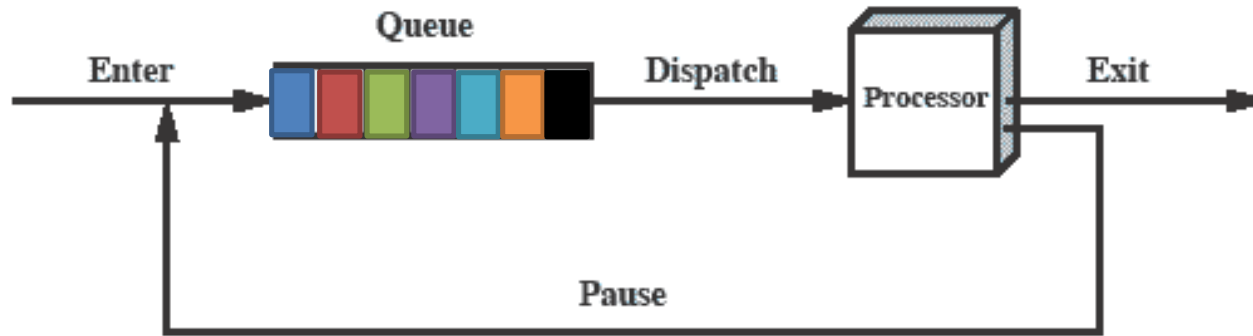 Queue
Enter
Dispatch
Processor
Exit
Pause